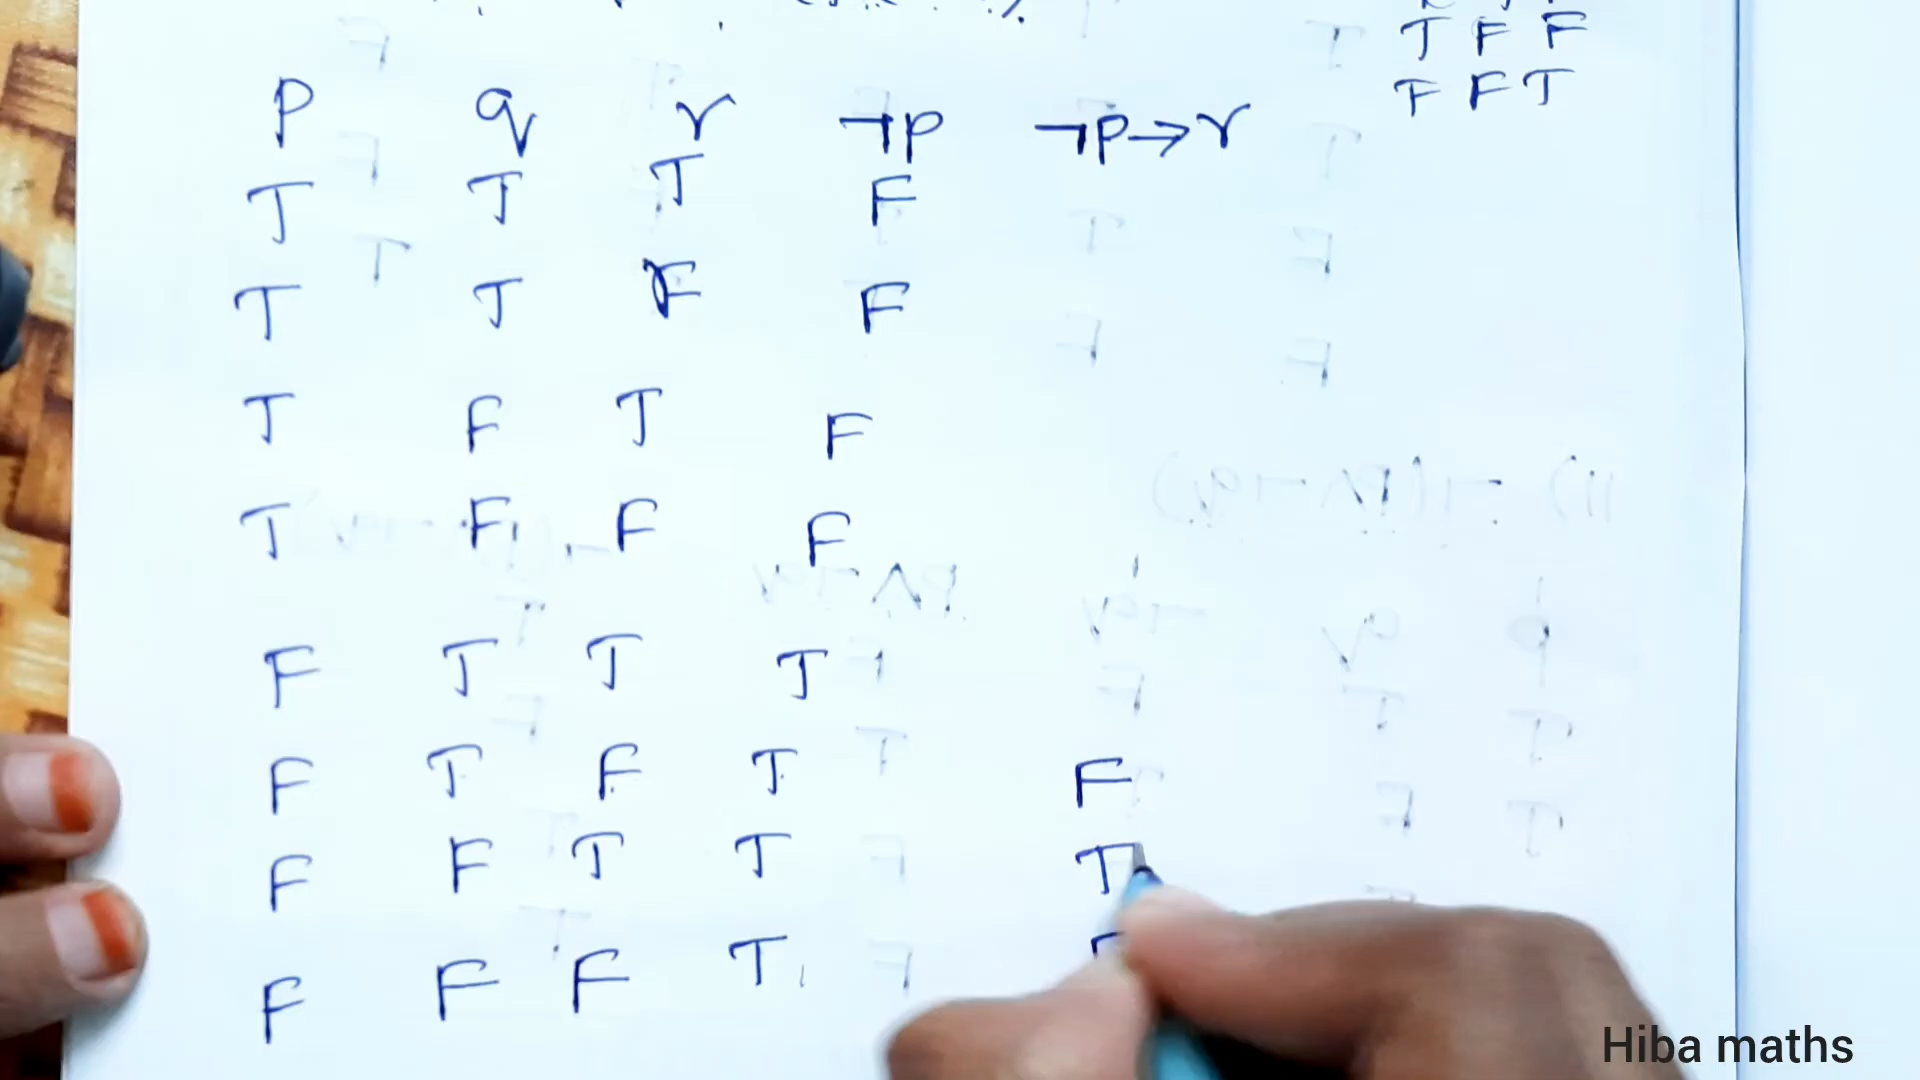 T F F
F F T
p q r ¬p ¬p→r
T T T F
T T F F
T F T F
T F F F
F T T T
F T F T F
F F T T T
F F F T
Hiba maths